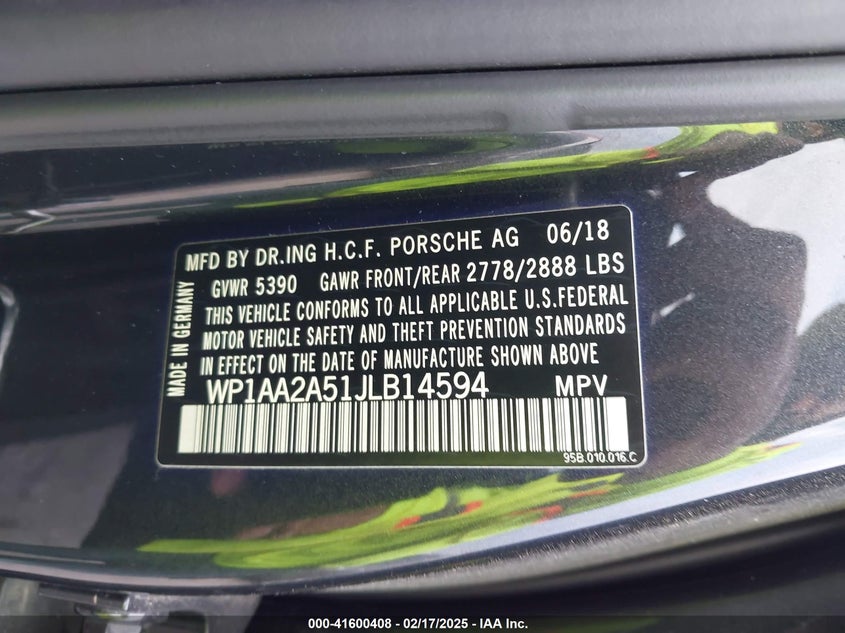 MFD BY DR.ING H.C.F. PORSCHE AG 06/18
GVWR 5390 GAWR FRONT/REAR 2778/2888 LBS
THIS VEHICLE CONFORMS TO ALL APPLICABLE U.S.FEDERAL
MOTOR VEHICLE SAFETY AND THEFT PREVENTION STANDARDS
IN EFFECT ON THE DATE OF MANUFACTURE SHOWN ABOVE
WP1AA2A51JLB14594 MPV
MADE IN GERMANY
95B.010.016.C
000-41600408 - 02/17/2025 - IAA Inc.